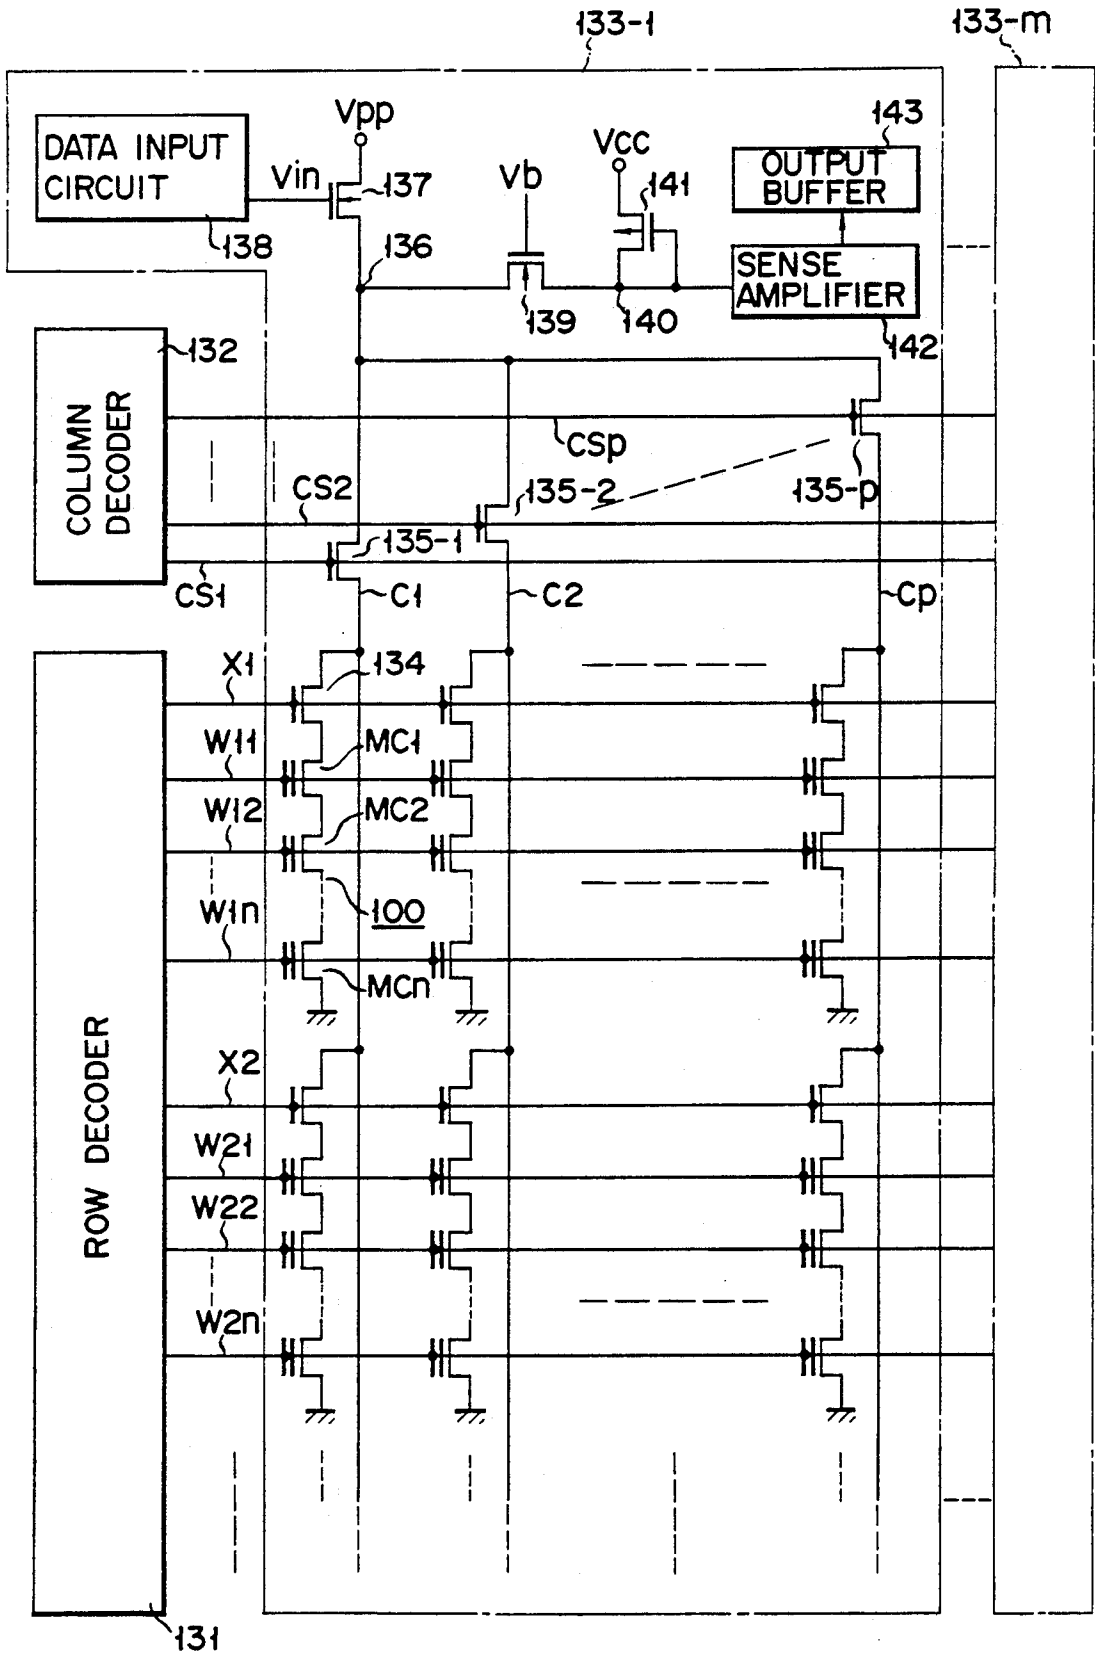 133-1
133-m
DATA INPUT
CIRCUIT
138
Vin
Vpp
137
136
Vb
139
Vcc
141
140
143
OUTPUT
BUFFER
SENSE
AMPLIFIER
142
132
COLUMN
DECODER
CSp
135-p
CS2
135-2
CS1
135-1
C1
C2
Cp
X1
134
W11
MC1
W12
MC2
100
W1n
MCn
X2
W21
W22
W2n
ROW DECODER
131